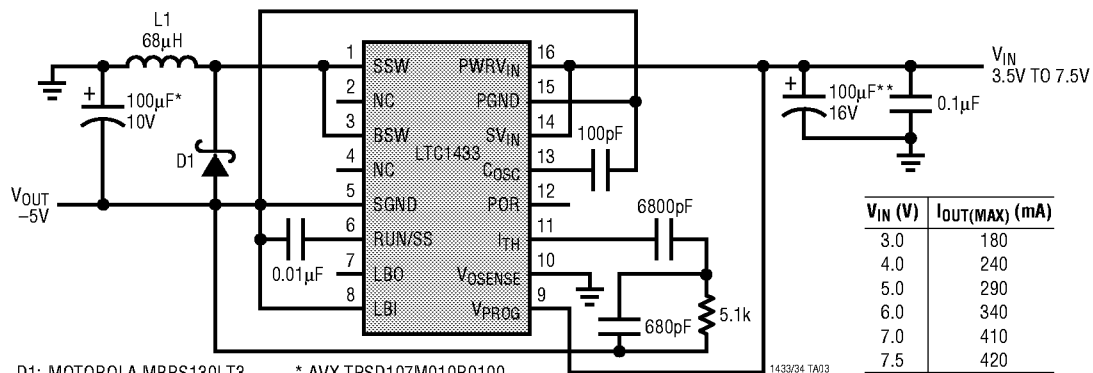 L1
68µH
+
100µF*
10V
D1
VOUT
–5V
0.01µF
1 SSW
2 NC
3 BSW
4 NC
5 SGND
6 RUN/SS
7 LBO
8 LBI
LTC1433
PWRVIN 16
PGND 15
SVIN 14
COSC 13
POR 12
ITH 11
VOSENSE 10
VPROG 9
100pF
6800pF
680pF
5.1k
+
100µF**
16V
0.1µF
VIN
3.5V TO 7.5V
VIN (V) IOUT(MAX) (mA)
3.0 180
4.0 240
5.0 290
6.0 340
7.0 410
7.5 420
1433/34 TA03
D1: MOTOROLA MBRS130LT3 * AVX TPSD107M010R0100